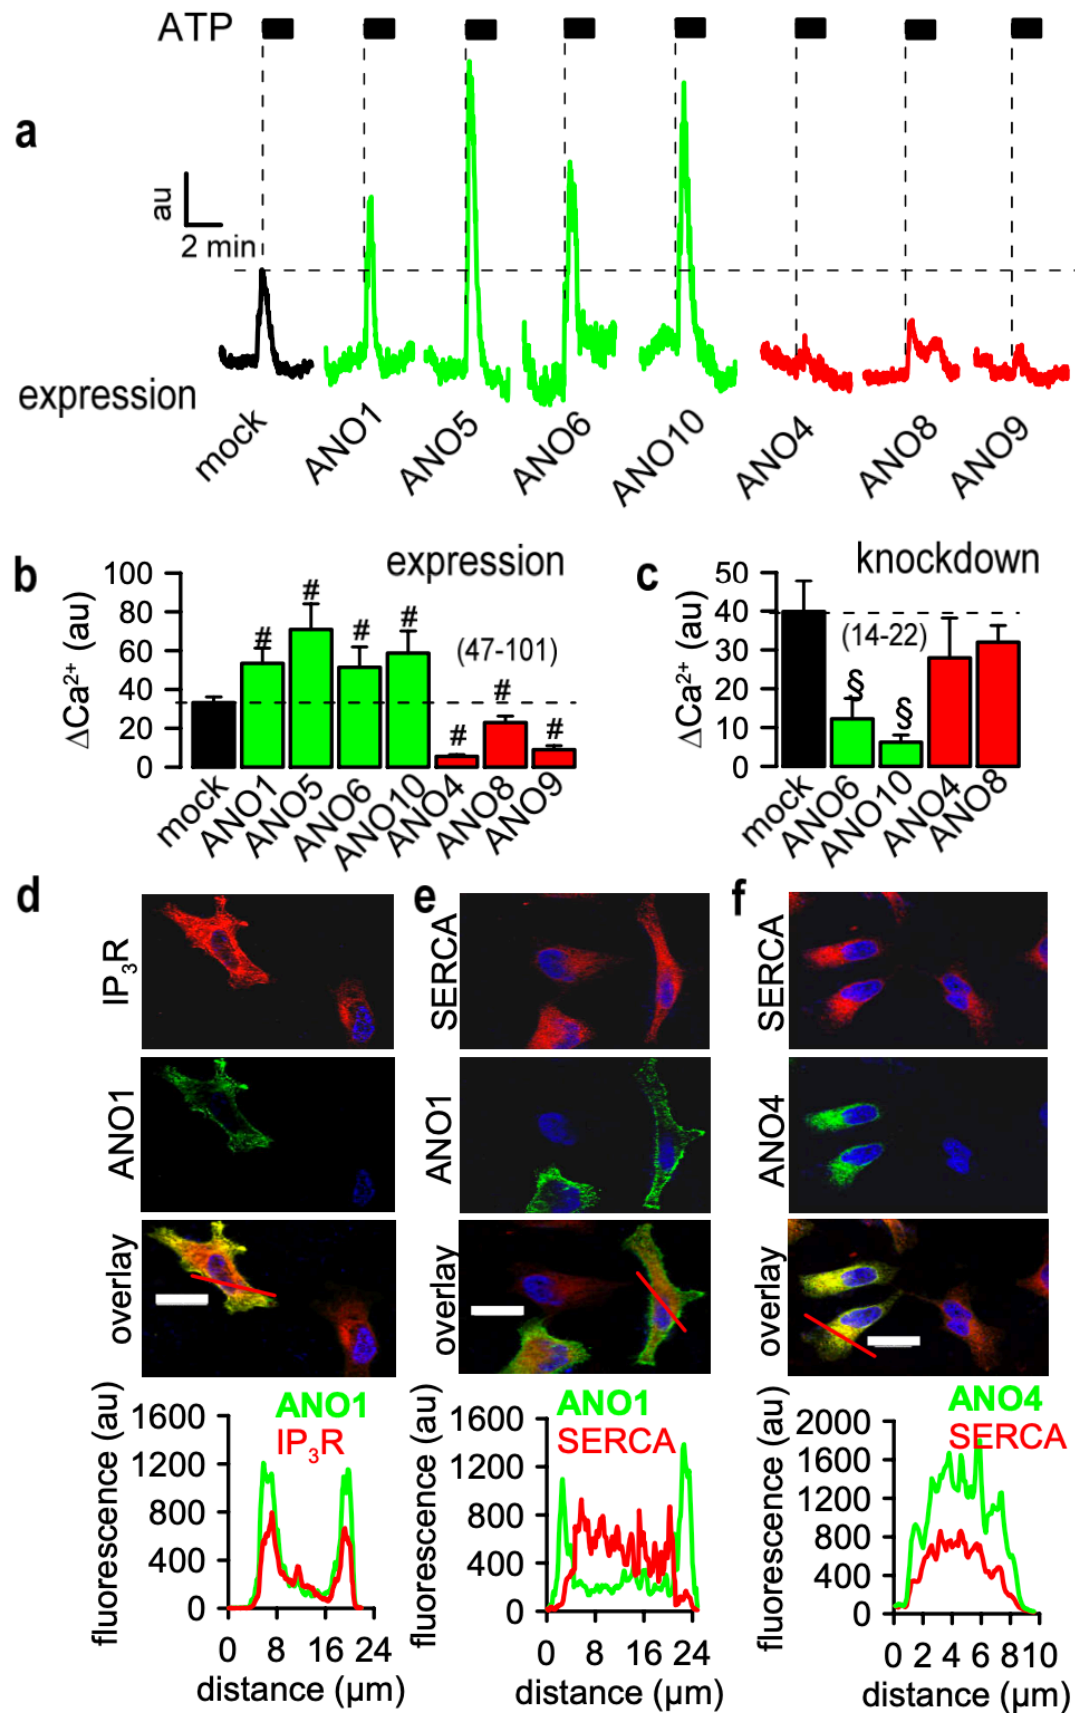 ATP
a
au
2 min
expression
mock
ANO1
ANO5
ANO6
ANO10
ANO4
ANO8
ANO9
b
expression
ΔCa²⁺ (au)
100
80
60
40
20
0
#
#
#
#
#
#
#
(47-101)
mock
ANO1
ANO5
ANO6
ANO10
ANO4
ANO8
ANO9
c
knockdown
ΔCa²⁺ (au)
50
40
30
20
10
0
(14-22)
§
§
mock
ANO6
ANO10
ANO4
ANO8
d
IP₃R
ANO1
overlay
fluorescence (au)
1600
1200
800
400
0
ANO1
IP₃R
0 8 16 24
distance (µm)
e
SERCA
ANO1
overlay
fluorescence (au)
1600
1200
800
400
0
ANO1
SERCA
0 8 16 24
distance (µm)
f
SERCA
ANO4
overlay
fluorescence (au)
2000
1600
1200
800
400
0
ANO4
SERCA
0 2 4 6 8 10
distance (µm)